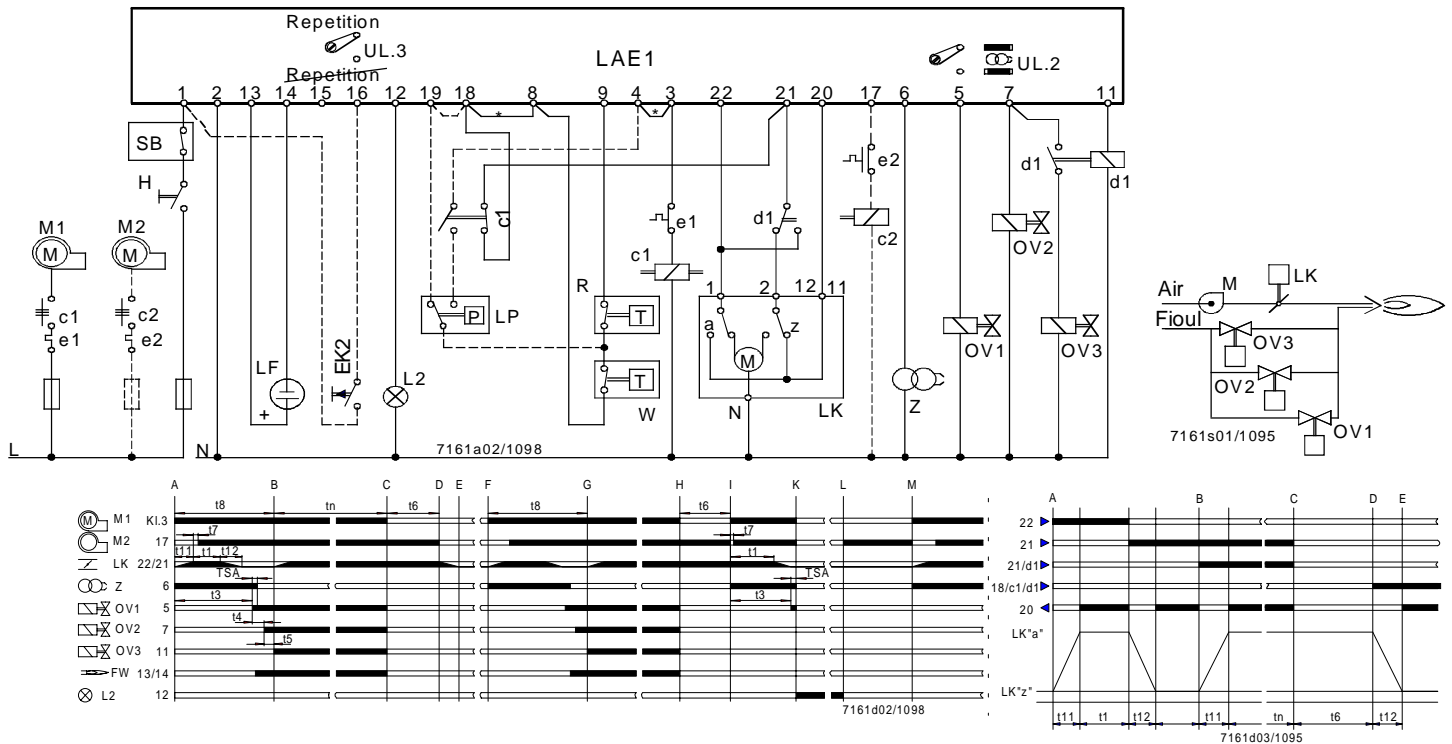 Repetition
UL.3
Repetition
LAE1
UL.2
1 2 13 14 15 16 12 19 18 8 9 4 3 22 21 20 17 6 5 7 11
SB
H
M1 M2
M M
c1 c2
e1 e2
LF
+
EK2
L2
c1
P
LP
R
T
T
W
*
*
e1
c1
d1
1 2 12 11
a z
M
N LK
e2
c2
Z
OV1
OV2
d1
d1
OV3
L
N
7161a02/1098
Air
Fioul
M
LK
OV3
OV2
OV1
7161s01/1095
A B C D E F G H I K L M
t8 tn t6 t8 t6
M M1 Kl.3
t7 t7
M2 17
t11 t1 t12 t1
LK 22/21
TSA TSA
Z 6
t3 t3
OV1 5
t4
OV2 7
t5
OV3 11
FW 13/14
L2 12
7161d02/1098
A B C D E
22
21
21/d1
18/c1/d1
20
LK"a"
LK"z"
t11 t1 t12 t11 tn t6 t12
7161d03/1095